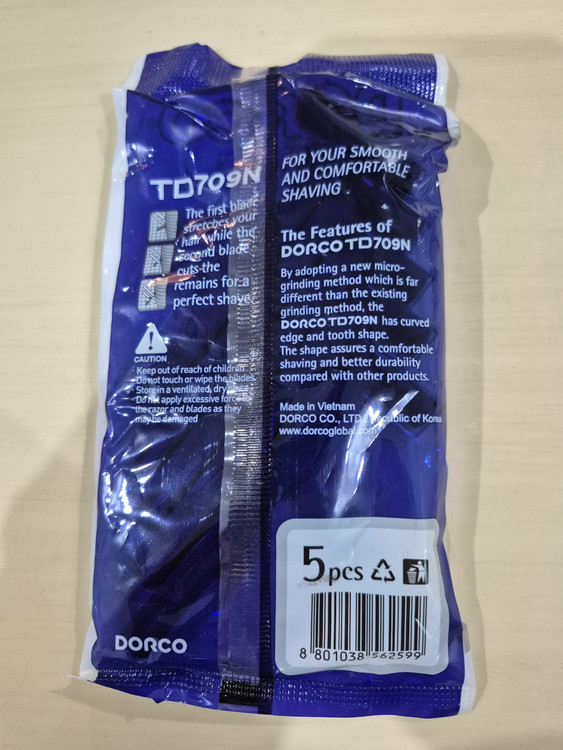 TD709N
The first blade
stretches your
hair while the
second blade
cuts the
remains for a
perfect shave
CAUTION
· Keep out of reach of children
· Do not touch or wipe the blades
· Store in a ventilated, dry place
· Do not apply excessive force to
the razor and blades as they
may be damaged
DORCO
FOR YOUR SMOOTH
AND COMFORTABLE
SHAVING
The Features of
DORCO TD709N
By adopting a new micro-
grinding method which is far
different than the existing
grinding method, the
DORCO TD709N has curved
edge and tooth shape.
The shape assures a comfortable
shaving and better durability
compared with other products.
Made in Vietnam
DORCO CO., LTD., Republic of Korea
www.dorcoglobal.com
5pcs
8 801038 562599